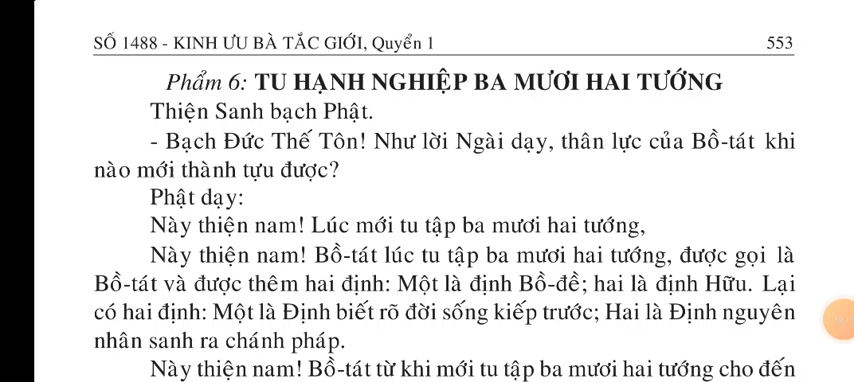 SỐ 1488 - KINH ƯU BÀ TẮC GIỚI, Quyển 1 553
Phẩm 6: TU HẠNH NGHIỆP BA MƯƠI HAI TƯỚNG
Thiện Sanh bạch Phật.
- Bạch Đức Thế Tôn! Như lời Ngài dạy, thân lực của Bồ-tát khi
nào mới thành tựu được?
Phật dạy:
Này thiện nam! Lúc mới tu tập ba mươi hai tướng,
Này thiện nam! Bồ-tát lúc tu tập ba mươi hai tướng, được gọi là
Bồ-tát và được thêm hai định: Một là định Bồ-đề; hai là định Hữu. Lại
có hai định: Một là Định biết rõ đời sống kiếp trước; Hai là Định nguyên
nhân sanh ra chánh pháp.
Này thiện nam! Bồ-tát từ khi mới tu tập ba mươi hai tướng cho đến